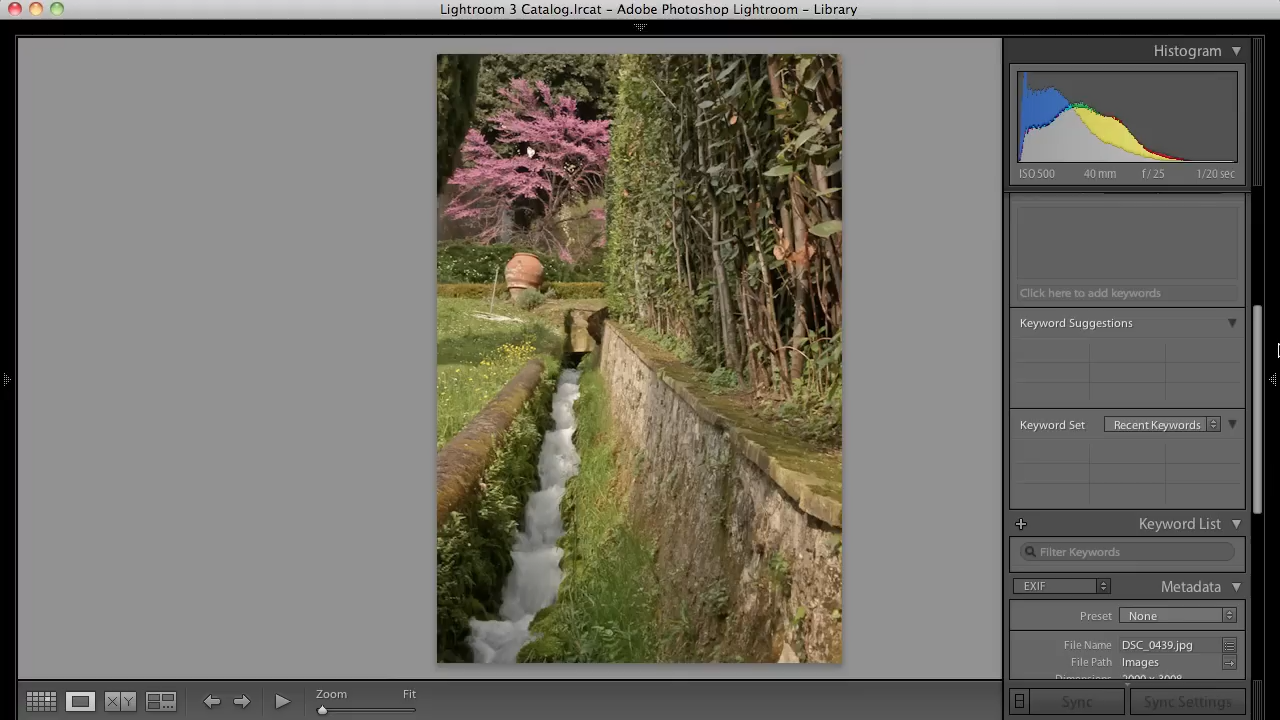 Lightroom 3 Catalog.lrcat - Adobe Photoshop Lightroom - Library
Histogram
ISO 500 40 mm f / 25 1/20 sec
Click here to add keywords
Keyword Suggestions
Keyword Set Recent Keywords
Keyword List
Filter Keywords
EXIF Metadata
Preset None
File Name DSC_0439.jpg
File Path Images
XY Zoom Fit
Sync Sync Settings